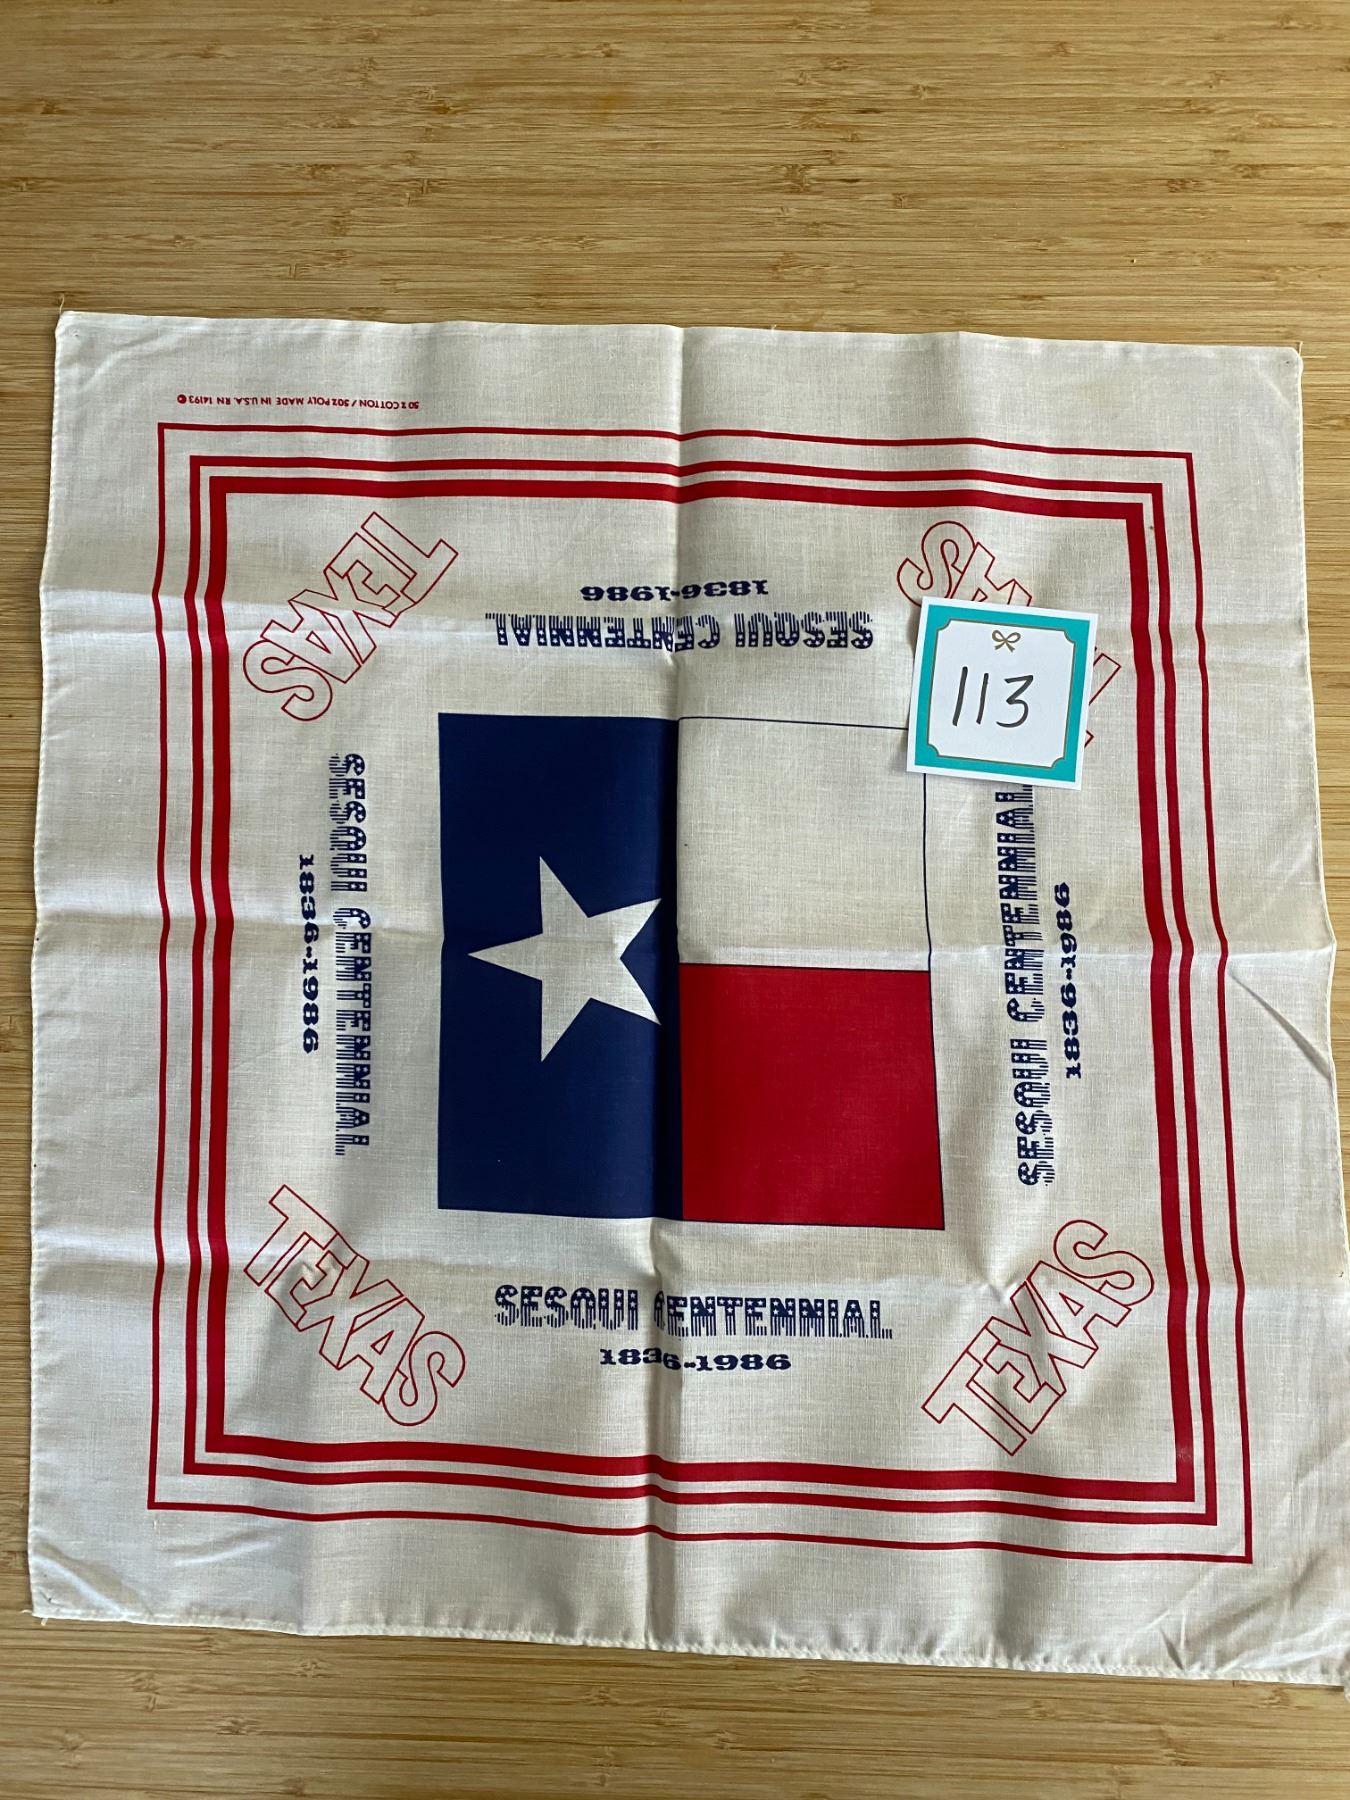 50% COTTON / 50% POLY MADE IN U.S.A. RN 14193
TEXAS
1836-1986
SESQUI CENTENNIAL
113
SESQUI CENTENNIAL
1836-1986
SESQUI CENTENNIAL
1836-1986
TEXAS
SESQUI CENTENNIAL
1836-1986
TEXAS